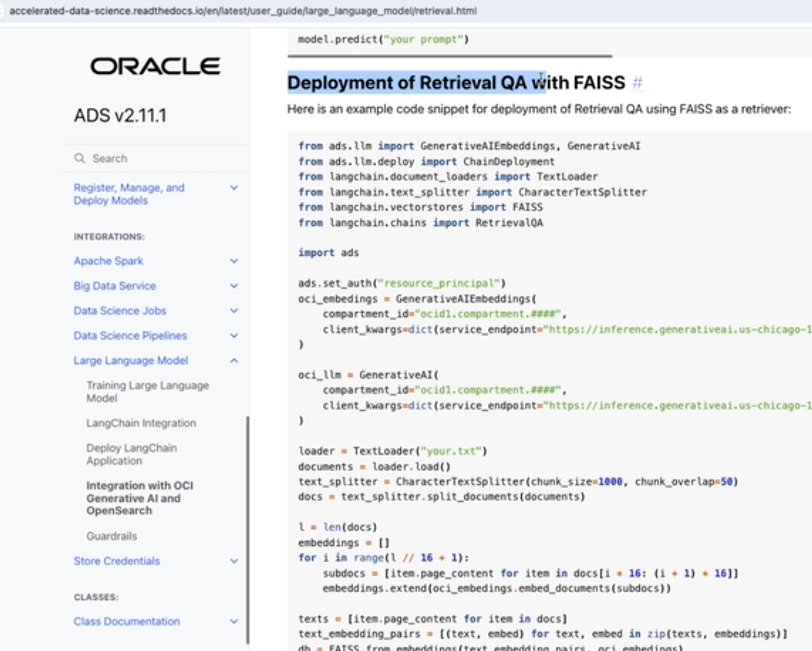 accelerated-data-science.readthedocs.io/en/latest/user_guide/large_language_model/retrieval.html
ORACLE
ADS v2.11.1
Search
Register, Manage, and
Deploy Models
INTEGRATIONS:
Apache Spark
Big Data Service
Data Science Jobs
Data Science Pipelines
Large Language Model
Training Large Language
Model
LangChain Integration
Deploy LangChain
Application
Integration with OCI
Generative AI and
OpenSearch
Guardrails
Store Credentials
CLASSES:
Class Documentation
model.predict("your prompt")
Deployment of Retrieval QA with FAISS #
Here is an example code snippet for deployment of Retrieval QA using FAISS as a retriever:
from ads.llm import GenerativeAIEmbeddings, GenerativeAI
from ads.llm.deploy import ChainDeployment
from langchain.document_loaders import TextLoader
from langchain.text_splitter import CharacterTextSplitter
from langchain.vectorstores import FAISS
from langchain.chains import RetrievalQA
import ads
ads.set_auth("resource_principal")
oci_embedings = GenerativeAIEmbeddings(
compartment_id="ocid1.compartment.####",
client_kwargs=dict(service_endpoint="https://inference.generativeai.us-chicago-1
)
oci_llm = GenerativeAI(
compartment_id="ocid1.compartment.####",
client_kwargs=dict(service_endpoint="https://inference.generativeai.us-chicago-1
)
loader = TextLoader("your.txt")
documents = loader.load()
text_splitter = CharacterTextSplitter(chunk_size=1000, chunk_overlap=50)
docs = text_splitter.split_documents(documents)
l = len(docs)
embeddings = []
for i in range(l // 16 + 1):
subdocs = [item.page_content for item in docs[i * 16: (i + 1) * 16]]
embeddings.extend(oci_embedings.embed_documents(subdocs))
texts = [item.page_content for item in docs]
text_embedding_pairs = [(text, embed) for text, embed in zip(texts, embeddings)]
db = FAISS.from_embeddings(text_embedding_pairs, oci_embedings)